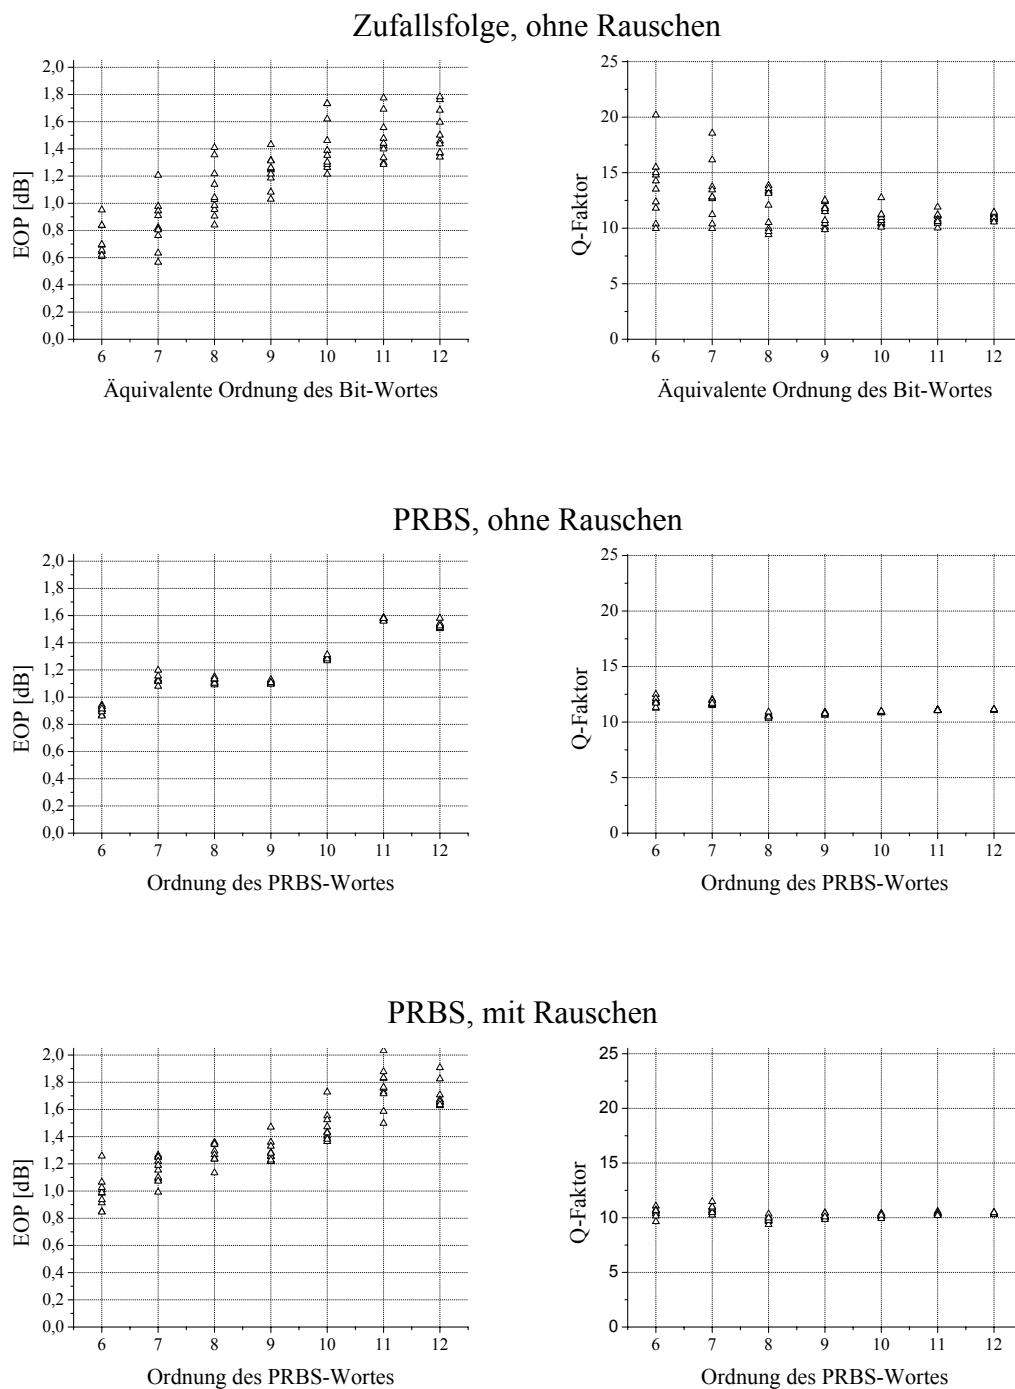 Zufallsfolge, ohne Rauschen
EOP [dB]
2,0
1,8
1,6
1,4
1,2
1,0
0,8
0,6
0,4
0,2
0,0
6 7 8 9 10 11 12
Äquivalente Ordnung des Bit-Wortes
Q-Faktor
25
20
15
10
5
0
6 7 8 9 10 11 12
Äquivalente Ordnung des Bit-Wortes
PRBS, ohne Rauschen
EOP [dB]
2,0
1,8
1,6
1,4
1,2
1,0
0,8
0,6
0,4
0,2
0,0
6 7 8 9 10 11 12
Ordnung des PRBS-Wortes
Q-Faktor
25
20
15
10
5
0
6 7 8 9 10 11 12
Ordnung des PRBS-Wortes
PRBS, mit Rauschen
EOP [dB]
2,0
1,8
1,6
1,4
1,2
1,0
0,8
0,6
0,4
0,2
0,0
6 7 8 9 10 11 12
Ordnung des PRBS-Wortes
Q-Faktor
25
20
15
10
5
0
6 7 8 9 10 11 12
Ordnung des PRBS-Wortes